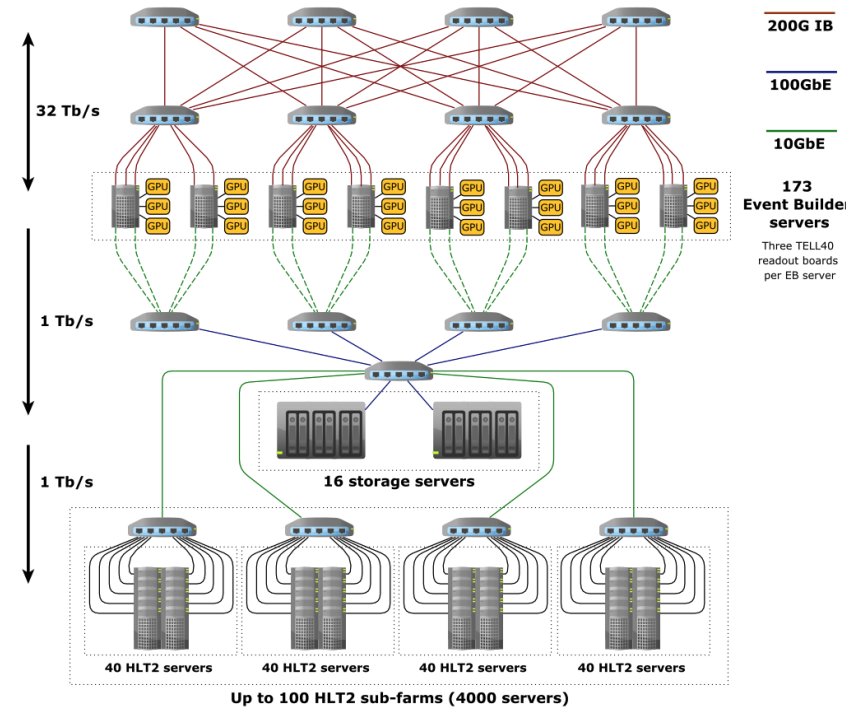 200G IB
100GbE
10GbE
32 Tb/s
GPU GPU GPU GPU GPU GPU GPU GPU
GPU GPU GPU GPU GPU GPU GPU GPU
GPU GPU GPU GPU GPU GPU GPU GPU
173
Event Builder
servers
Three TELL40
readout boards
per EB server
1 Tb/s
16 storage servers
1 Tb/s
40 HLT2 servers
40 HLT2 servers
40 HLT2 servers
40 HLT2 servers
Up to 100 HLT2 sub-farms (4000 servers)